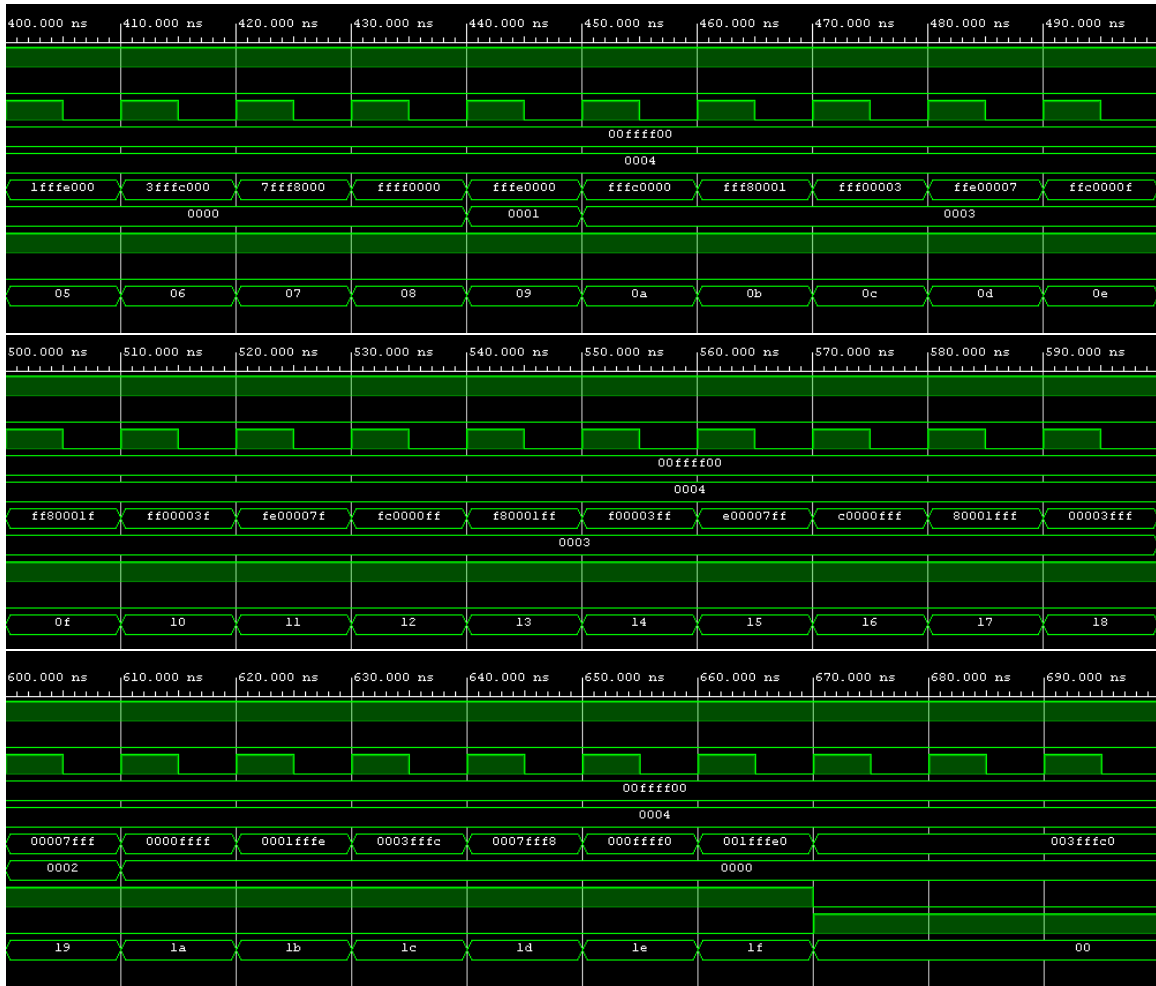 400.000 ns 410.000 ns 420.000 ns 430.000 ns 440.000 ns 450.000 ns 460.000 ns 470.000 ns 480.000 ns 490.000 ns
00ffff00
0004
1fffe000 3fffc000 7fff8000 ffff0000 fffe0000 fffc0000 fff80001 fff00003 ffe00007 ffc0000f
0000 0001 0003
05 06 07 08 09 0a 0b 0c 0d 0e
500.000 ns 510.000 ns 520.000 ns 530.000 ns 540.000 ns 550.000 ns 560.000 ns 570.000 ns 580.000 ns 590.000 ns
00ffff00
0004
ff80001f ff00003f fe00007f fc0000ff f80001ff f00003ff e00007ff c0000fff 80001fff 00003fff
0003
0f 10 11 12 13 14 15 16 17 18
600.000 ns 610.000 ns 620.000 ns 630.000 ns 640.000 ns 650.000 ns 660.000 ns 670.000 ns 680.000 ns 690.000 ns
00ffff00
0004
00007fff 0000ffff 0001fffe 0003fffc 0007fff8 000ffff0 001fffe0 003fffc0
0002 0000
19 1a 1b 1c 1d 1e 1f 00